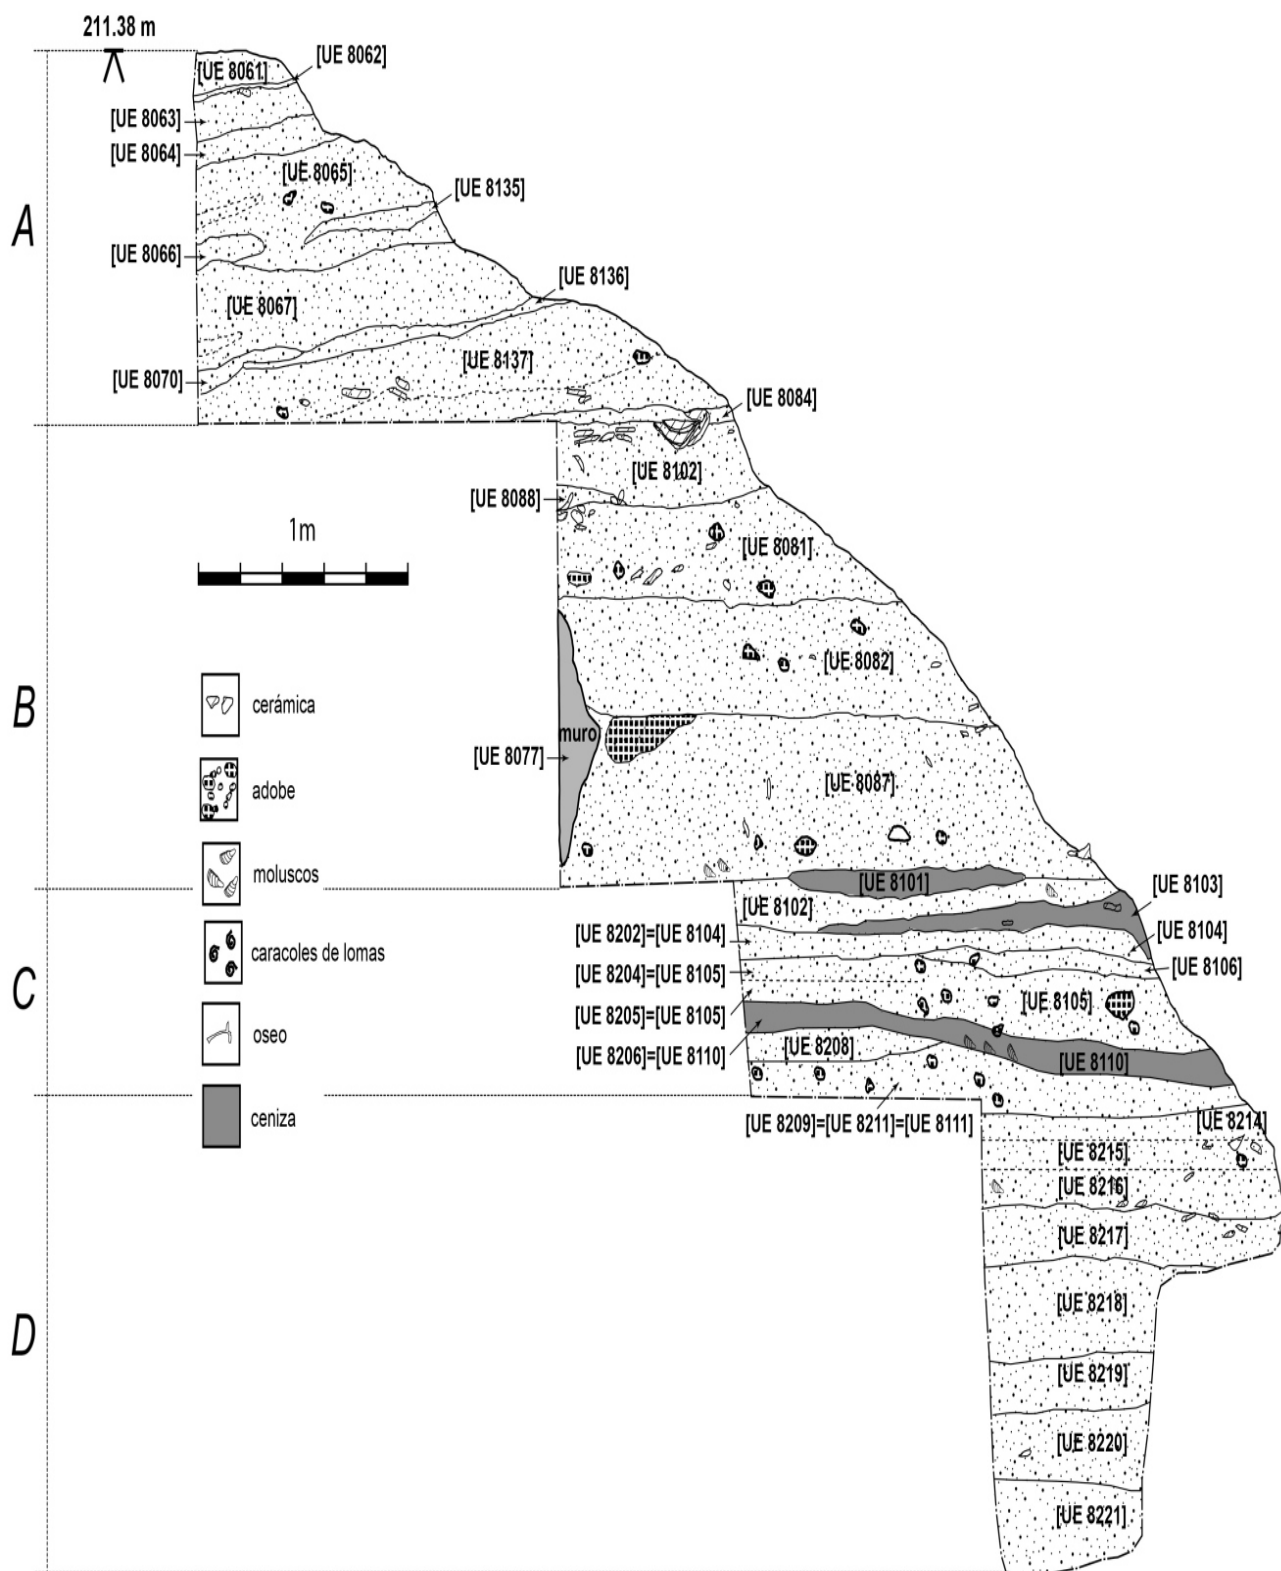 211.38 m
[UE 8061]
[UE 8062]
[UE 8063]
[UE 8064]
[UE 8065]
[UE 8135]
A
[UE 8066]
[UE 8067]
[UE 8136]
[UE 8137]
[UE 8070]
[UE 8084]
[UE 8102]
[UE 8088]
1m
[UE 8081]
[UE 8082]
B
cerámica
muro
[UE 8077]
[UE 8087]
adobe
moluscos
[UE 8101]
[UE 8103]
[UE 8102]
[UE 8202]=[UE 8104]
[UE 8104]
caracoles de lomas
[UE 8204]=[UE 8105]
[UE 8106]
C
[UE 8105]
[UE 8205]=[UE 8105]
oseo
[UE 8206]=[UE 8110]
[UE 8208]
[UE 8110]
ceniza
[UE 8209]=[UE 8211]=[UE 8111]
[UE 8214]
[UE 8215]
[UE 8216]
[UE 8217]
[UE 8218]
D
[UE 8219]
[UE 8220]
[UE 8221]